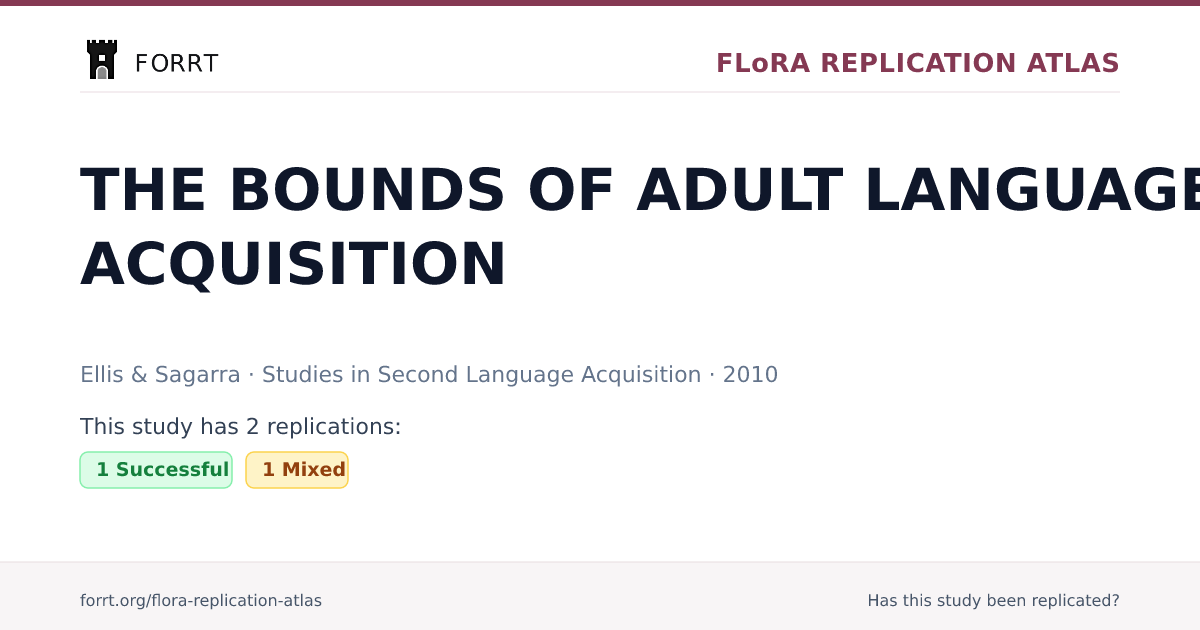 FORRT
FLoRA REPLICATION ATLAS
THE BOUNDS OF ADULT LANGUAGE
ACQUISITION
Ellis & Sagarra · Studies in Second Language Acquisition · 2010
This study has 2 replications:
1 Successful
1 Mixed
forrt.org/flora-replication-atlas
Has this study been replicated?